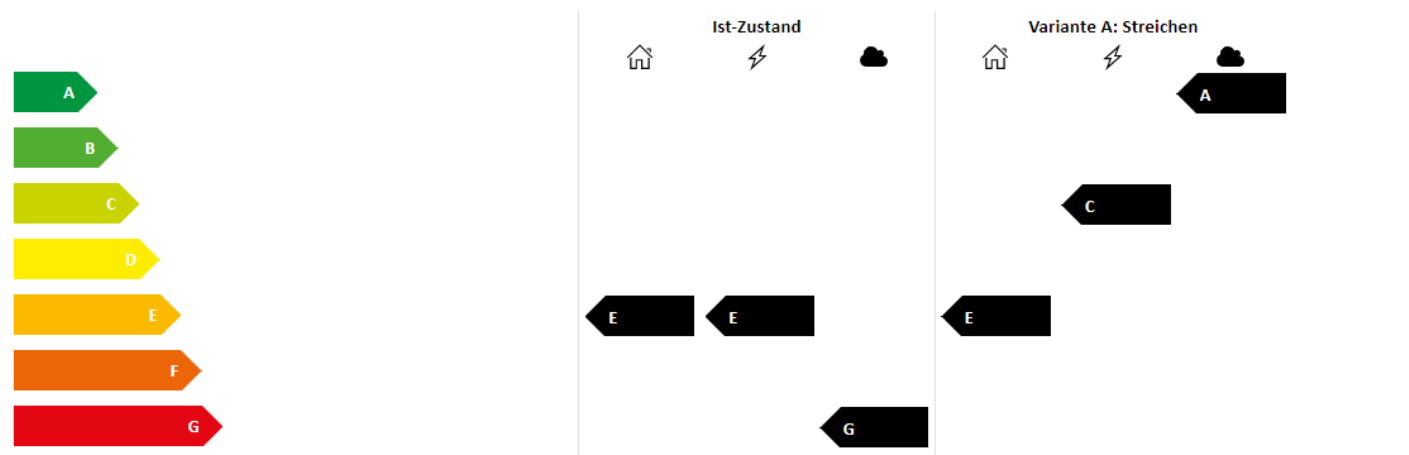 Ist-Zustand Variante A: Streichen
A A
B
C C
D
E E E E
F
G G